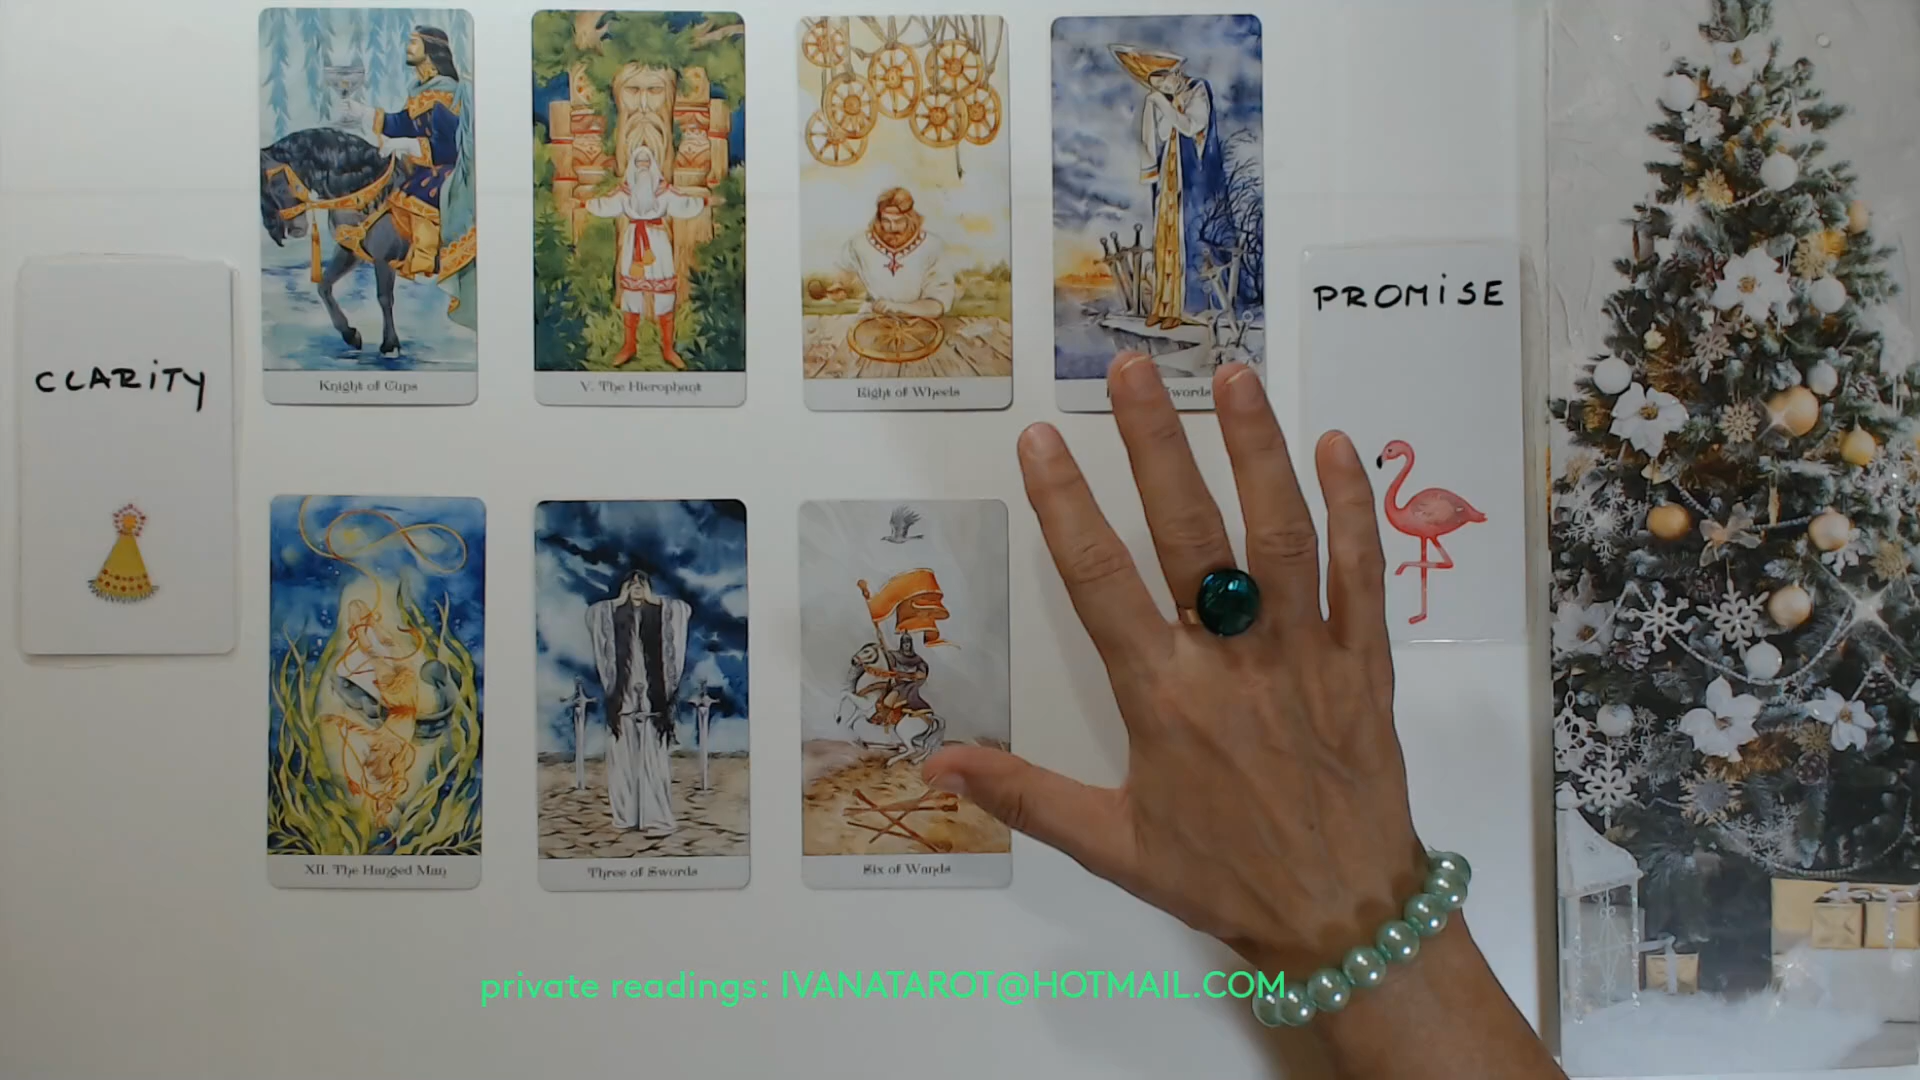 Knight of Cups
V. The Hierophant
Eight of Wheels
Swords
PROMISE
CLARITY
XII. The Hanged Man
Three of Swords
Six of Wands
private readings: IVANATAROT@HOTMAIL.COM